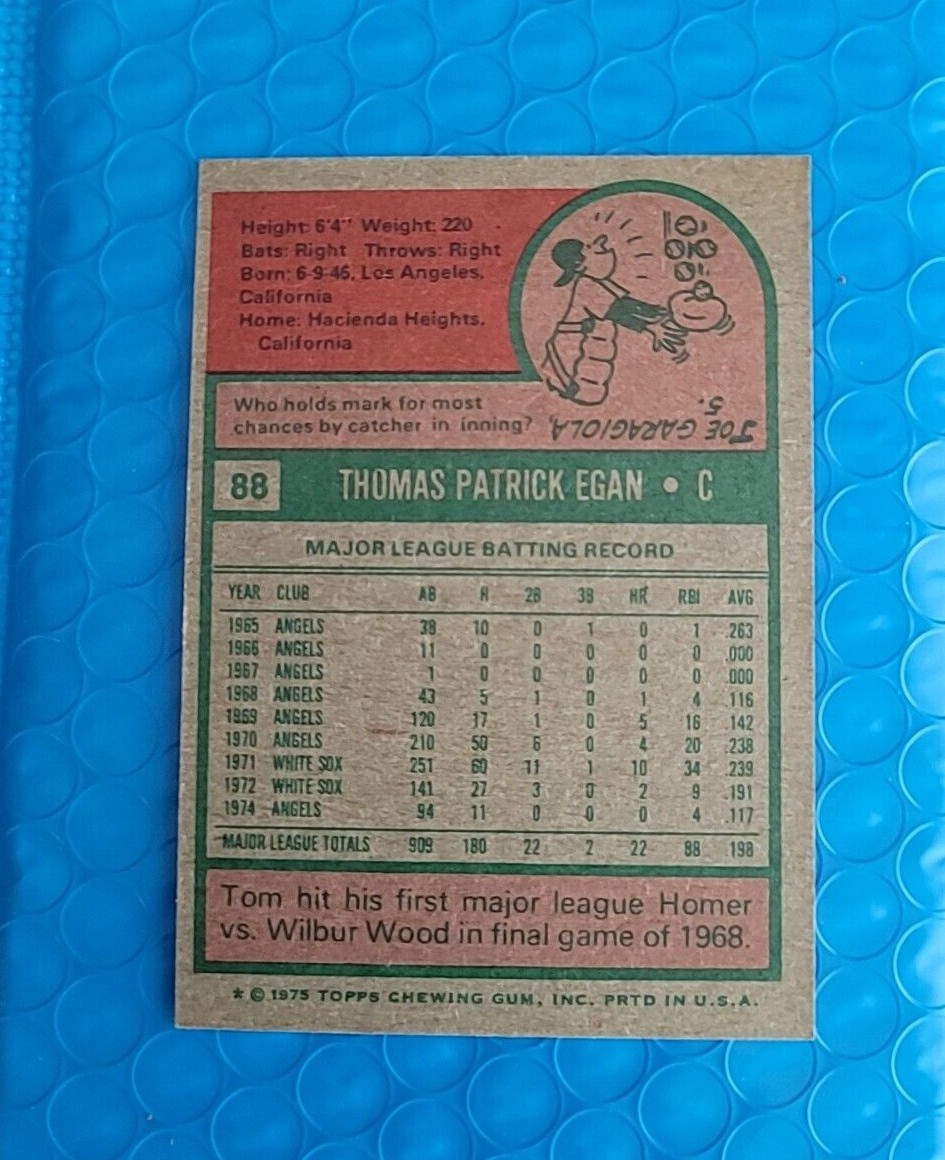 Height: 6'4" Weight: 220
Bats: Right Throws: Right
Born: 6-9-46, Los Angeles,
California
Home: Hacienda Heights,
California
Who holds mark for most
chances by catcher in inning?
JOE GARAGIOLA,
5.
88 THOMAS PATRICK EGAN • C
MAJOR LEAGUE BATTING RECORD
YEAR CLUB AB H 2B 3B HR RBI AVG
1965 ANGELS 38 10 0 1 0 1 .263
1966 ANGELS 11 0 0 0 0 0 .000
1967 ANGELS 1 0 0 0 0 0 .000
1968 ANGELS 43 5 1 0 1 4 .116
1969 ANGELS 120 17 1 0 5 16 .142
1970 ANGELS 210 50 6 0 4 20 .238
1971 WHITE SOX 251 60 11 1 10 34 .239
1972 WHITE SOX 141 27 3 0 2 9 .191
1974 ANGELS 94 11 0 0 0 4 .117
MAJOR LEAGUE TOTALS 909 180 22 2 22 88 .198
Tom hit his first major league Homer
vs. Wilbur Wood in final game of 1968.
* © 1975 TOPPS CHEWING GUM, INC. PRTD IN U.S.A.